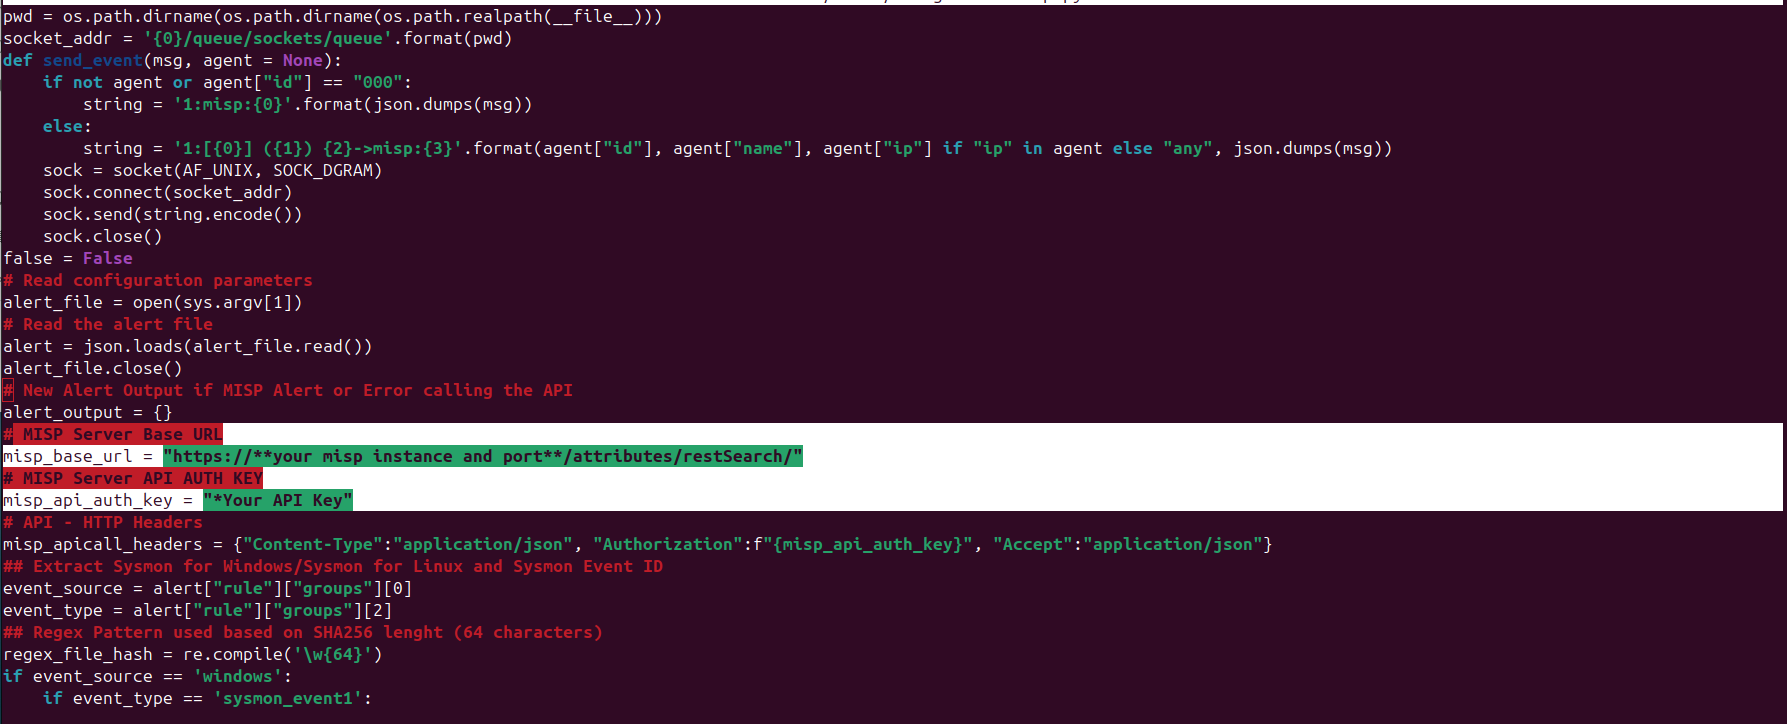 pwd = os.path.dirname(os.path.dirname(os.path.realpath(__file__)))
socket_addr = '{0}/queue/sockets/queue'.format(pwd)
def send_event(msg, agent = None):
    if not agent or agent["id"] == "000":
        string = '1:misp:{0}'.format(json.dumps(msg))
    else:
        string = '1:[{0}] ({1}) {2}->misp:{3}'.format(agent["id"], agent["name"], agent["ip"] if "ip" in agent else "any", json.dumps(msg))
    sock = socket(AF_UNIX, SOCK_DGRAM)
    sock.connect(socket_addr)
    sock.send(string.encode())
    sock.close()
false = False
# Read configuration parameters
alert_file = open(sys.argv[1])
# Read the alert file
alert = json.loads(alert_file.read())
alert_file.close()
# New Alert Output if MISP Alert or Error calling the API
alert_output = {}
# MISP Server Base URL
misp_base_url = "https://**your misp instance and port**/attributes/restSearch/"
# MISP Server API AUTH KEY
misp_api_auth_key = "*Your API Key"
# API - HTTP Headers
misp_apicall_headers = {"Content-Type":"application/json", "Authorization":f"{misp_api_auth_key}", "Accept":"application/json"}
## Extract Sysmon for Windows/Sysmon for Linux and Sysmon Event ID
event_source = alert["rule"]["groups"][0]
event_type = alert["rule"]["groups"][2]
## Regex Pattern used based on SHA256 lenght (64 characters)
regex_file_hash = re.compile('\w{64}')
if event_source == 'windows':
    if event_type == 'sysmon_event1':